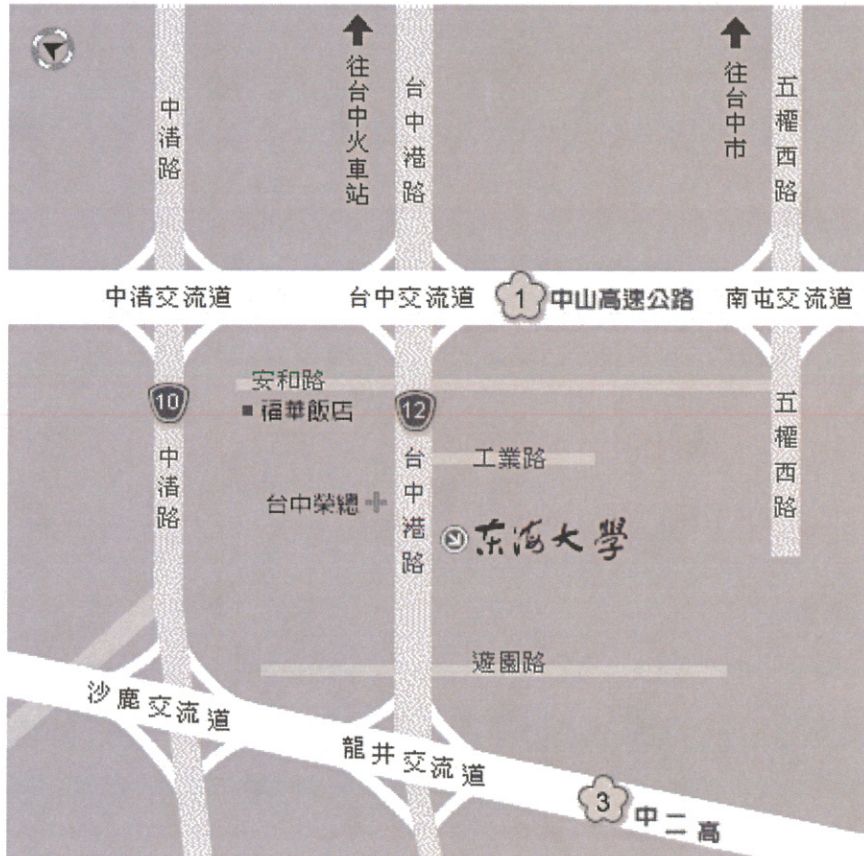 中清路
往台中火車站
台中港路
往台中市
五權西路
中清交流道
台中交流道
1
中山高速公路
南屯交流道
安和路
福華飯店
10
12
五權西路
中清路
台中港路
工業路
台中榮總
东海大學
遊園路
沙鹿交流道
龍井交流道
3
中二高